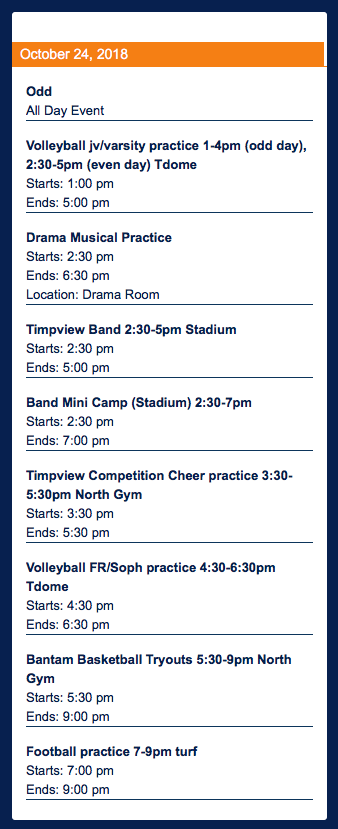 October 24, 2018
Odd
All Day Event
Volleyball jv/varsity practice 1-4pm (odd day),
2:30-5pm (even day) Tdome
Starts: 1:00 pm
Ends: 5:00 pm
Drama Musical Practice
Starts: 2:30 pm
Ends: 6:30 pm
Location: Drama Room
Timpview Band 2:30-5pm Stadium
Starts: 2:30 pm
Ends: 5:00 pm
Band Mini Camp (Stadium) 2:30-7pm
Starts: 2:30 pm
Ends: 7:00 pm
Timpview Competition Cheer practice 3:30-
5:30pm North Gym
Starts: 3:30 pm
Ends: 5:30 pm
Volleyball FR/Soph practice 4:30-6:30pm
Tdome
Starts: 4:30 pm
Ends: 6:30 pm
Bantam Basketball Tryouts 5:30-9pm North
Gym
Starts: 5:30 pm
Ends: 9:00 pm
Football practice 7-9pm turf
Starts: 7:00 pm
Ends: 9:00 pm